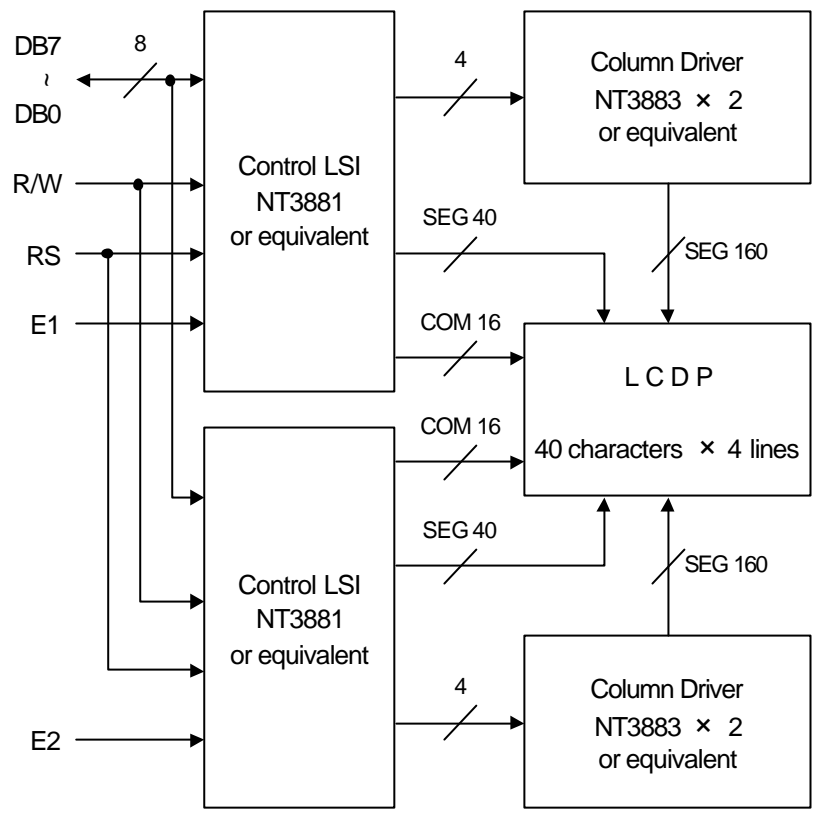 DB7
~
DB0
8
R/W
RS
E1
E2
Control LSI
NT3881
or equivalent
4
Column Driver
NT3883 × 2
or equivalent
SEG 40
SEG 160
COM 16
L C D P
40 characters × 4 lines
COM 16
SEG 40
SEG 160
Control LSI
NT3881
or equivalent
4
Column Driver
NT3883 × 2
or equivalent